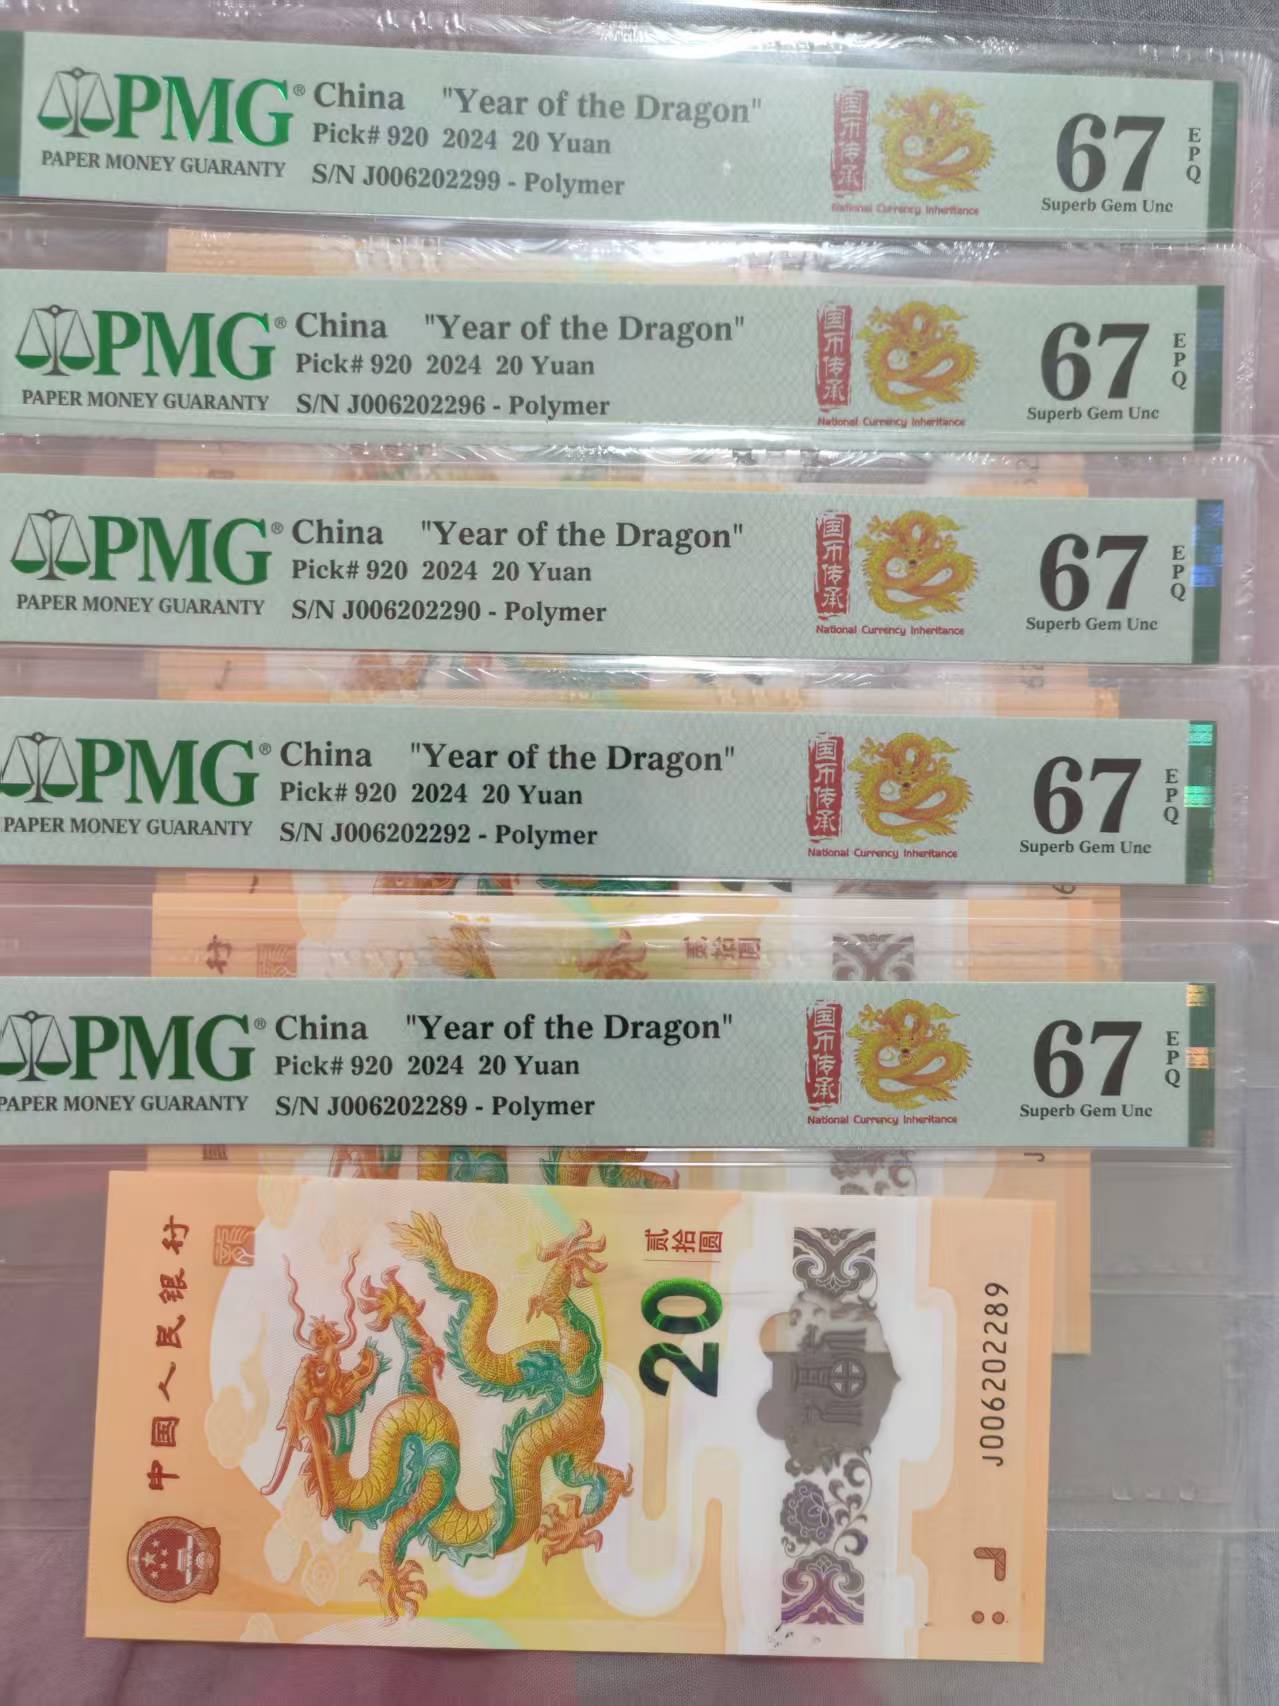 PMG® China "Year of the Dragon"
Pick# 920 2024 20 Yuan
PAPER MONEY GUARANTY
S/N J006202299 - Polymer
国币传承
National Currency Inheritance
67
EPQ
Superb Gem Unc
PMG® China "Year of the Dragon"
Pick# 920 2024 20 Yuan
PAPER MONEY GUARANTY
S/N J006202296 - Polymer
国币传承
National Currency Inheritance
67
EPQ
Superb Gem Unc
PMG® China "Year of the Dragon"
Pick# 920 2024 20 Yuan
PAPER MONEY GUARANTY
S/N J006202290 - Polymer
国币传承
National Currency Inheritance
67
EPQ
Superb Gem Unc
PMG® China "Year of the Dragon"
Pick# 920 2024 20 Yuan
PAPER MONEY GUARANTY
S/N J006202292 - Polymer
国币传承
National Currency Inheritance
67
EPQ
Superb Gem Unc
行
贰拾圆
PMG® China "Year of the Dragon"
Pick# 920 2024 20 Yuan
PAPER MONEY GUARANTY
S/N J006202289 - Polymer
国币传承
National Currency Inheritance
67
EPQ
Superb Gem Unc
中国人民银行
贰拾圆
20
J006202289